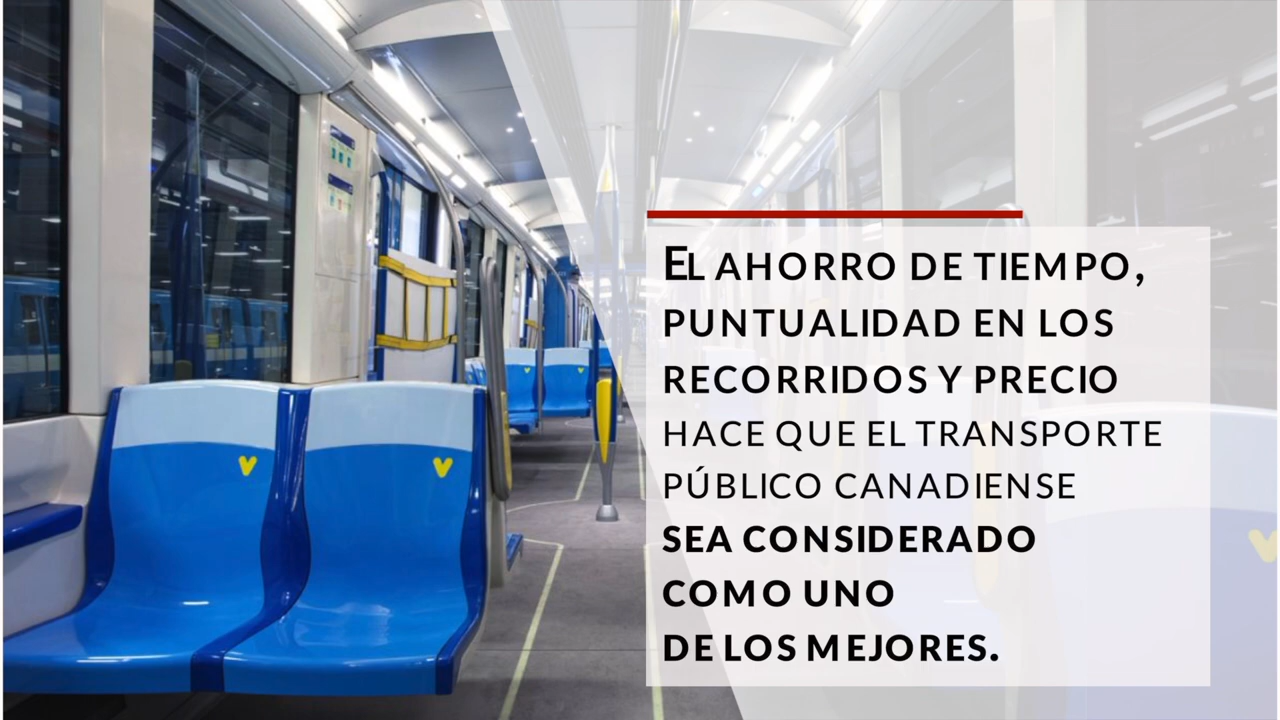 EL AHORRO DE TIEMPO,
PUNTUALIDAD EN LOS
RECORRIDOS Y PRECIO
HACE QUE EL TRANSPORTE
PÚBLICO CANADIENSE
SEA CONSIDERADO
COMO UNO
DE LOS MEJORES.